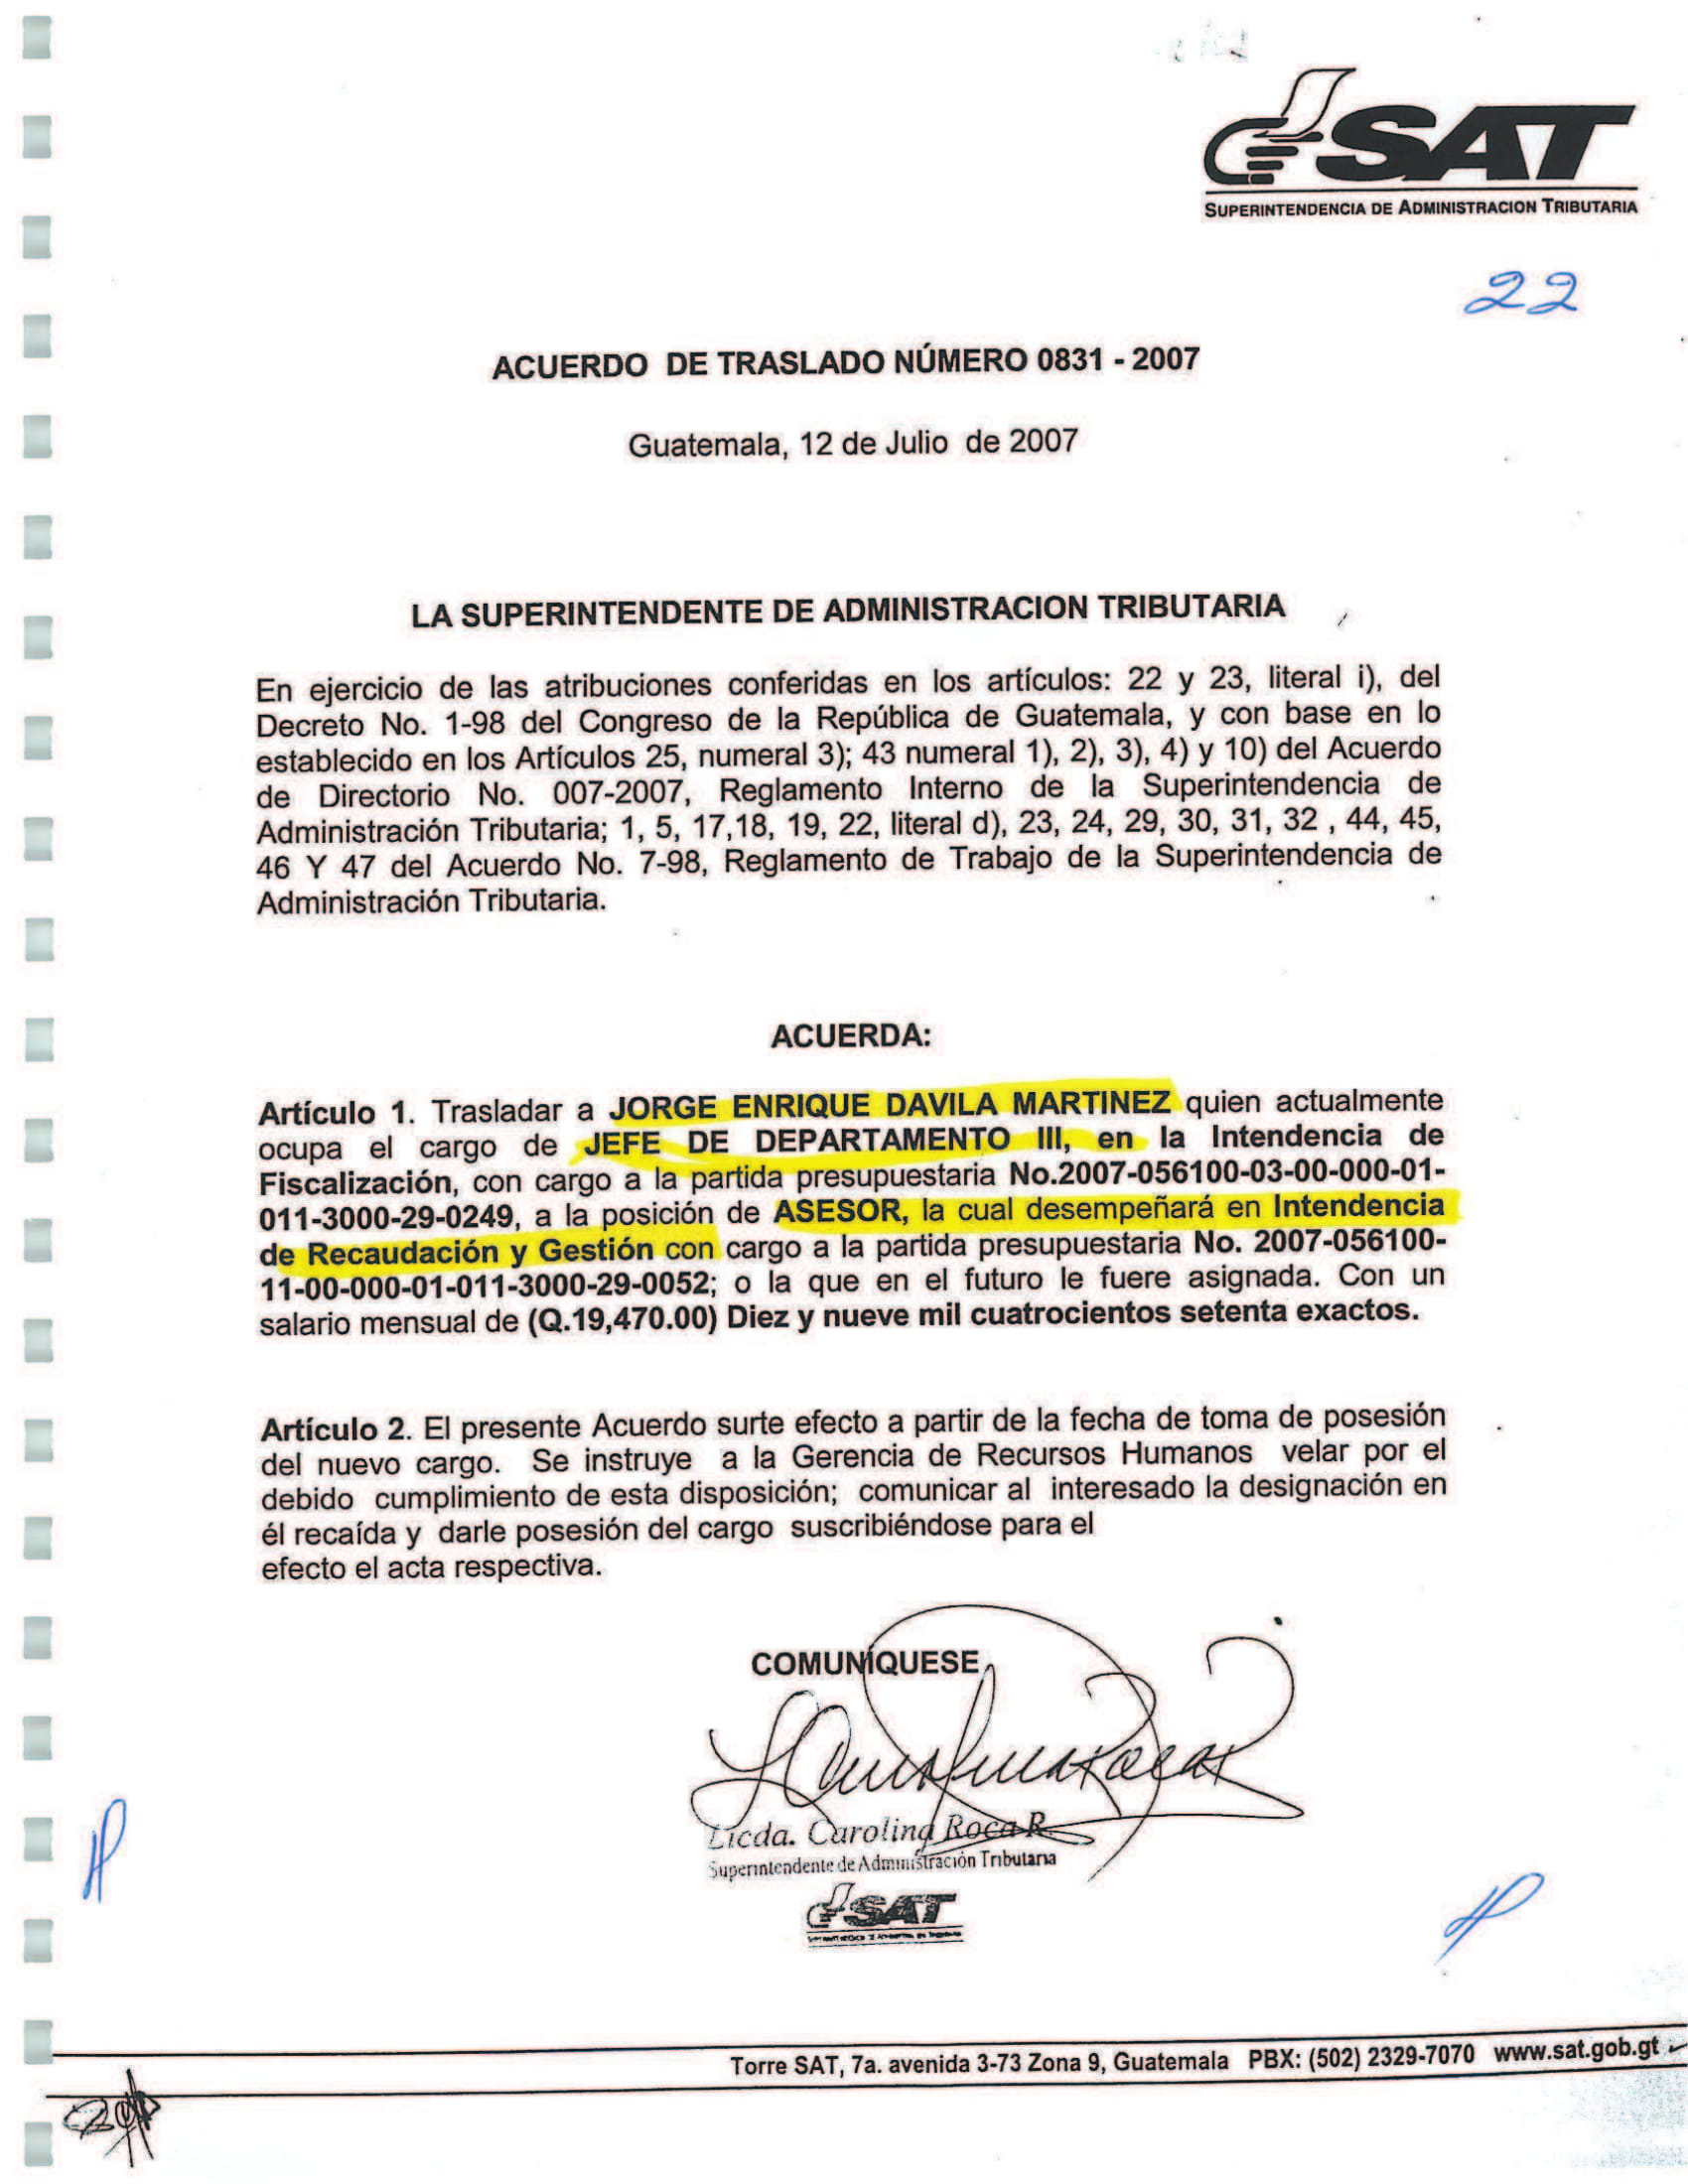 SAT
SUPERINTENDENCIA DE ADMINISTRACION TRIBUTARIA
22
ACUERDO DE TRASLADO NÚMERO 0831 - 2007
Guatemala, 12 de Julio de 2007
LA SUPERINTENDENTE DE ADMINISTRACION TRIBUTARIA
En ejercicio de las atribuciones conferidas en los artículos: 22 y 23, literal i), del
Decreto No. 1-98 del Congreso de la República de Guatemala, y con base en lo
establecido en los Artículos 25, numeral 3); 43 numeral 1), 2), 3), 4) y 10) del Acuerdo
de Directorio No. 007-2007, Reglamento Interno de la Superintendencia de
Administración Tributaria; 1, 5, 17,18, 19, 22, literal d), 23, 24, 29, 30, 31, 32 , 44, 45,
46 Y 47 del Acuerdo No. 7-98, Reglamento de Trabajo de la Superintendencia de
Administración Tributaria.
ACUERDA:
Artículo 1. Trasladar a JORGE ENRIQUE DAVILA MARTINEZ quien actualmente
ocupa el cargo de JEFE DE DEPARTAMENTO III, en la Intendencia de
Fiscalización, con cargo a la partida presupuestaria No.2007-056100-03-00-000-01-
011-3000-29-0249, a la posición de ASESOR, la cual desempeñará en Intendencia
de Recaudación y Gestión con cargo a la partida presupuestaria No. 2007-056100-
11-00-000-01-011-3000-29-0052; o la que en el futuro le fuere asignada. Con un
salario mensual de (Q.19,470.00) Diez y nueve mil cuatrocientos setenta exactos.
Artículo 2. El presente Acuerdo surte efecto a partir de la fecha de toma de posesión
del nuevo cargo. Se instruye a la Gerencia de Recursos Humanos velar por el
debido cumplimiento de esta disposición; comunicar al interesado la designación en
él recaída y darle posesión del cargo suscribiéndose para el
efecto el acta respectiva.
COMUNÍQUESE
Licda. Carolina Roca R.
Superintendente de Administración Tributaria
SAT
Torre SAT, 7a. avenida 3-73 Zona 9, Guatemala PBX: (502) 2329-7070 www.sat.gob.gt